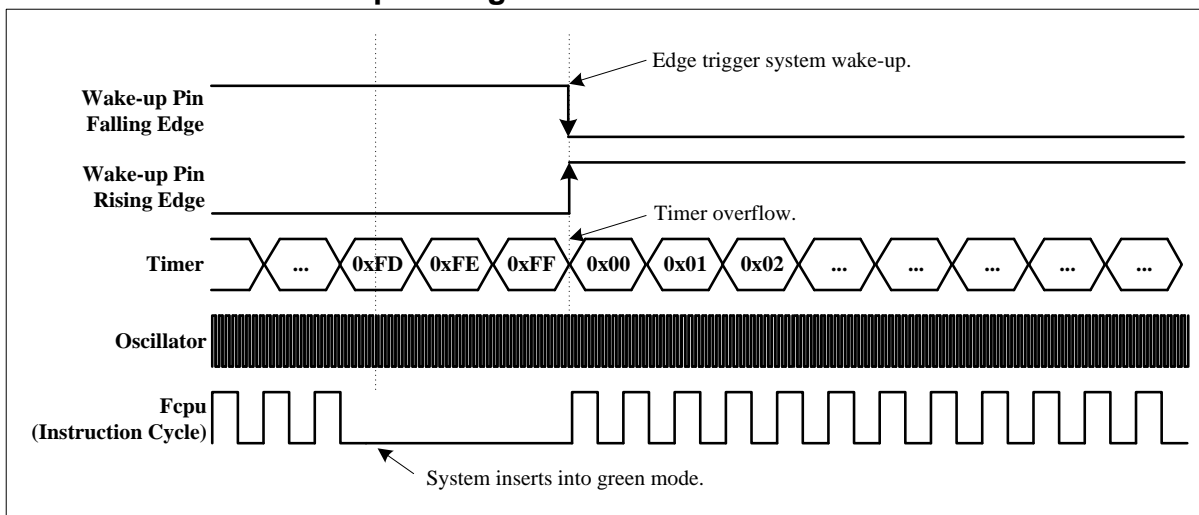 Edge trigger system wake-up.
Wake-up Pin
Falling Edge
Wake-up Pin
Rising Edge
Timer overflow.
Timer ... 0xFD 0xFE 0xFF 0x00 0x01 0x02 ... ... ... ... ...
Oscillator
Fcpu
(Instruction Cycle)
System inserts into green mode.